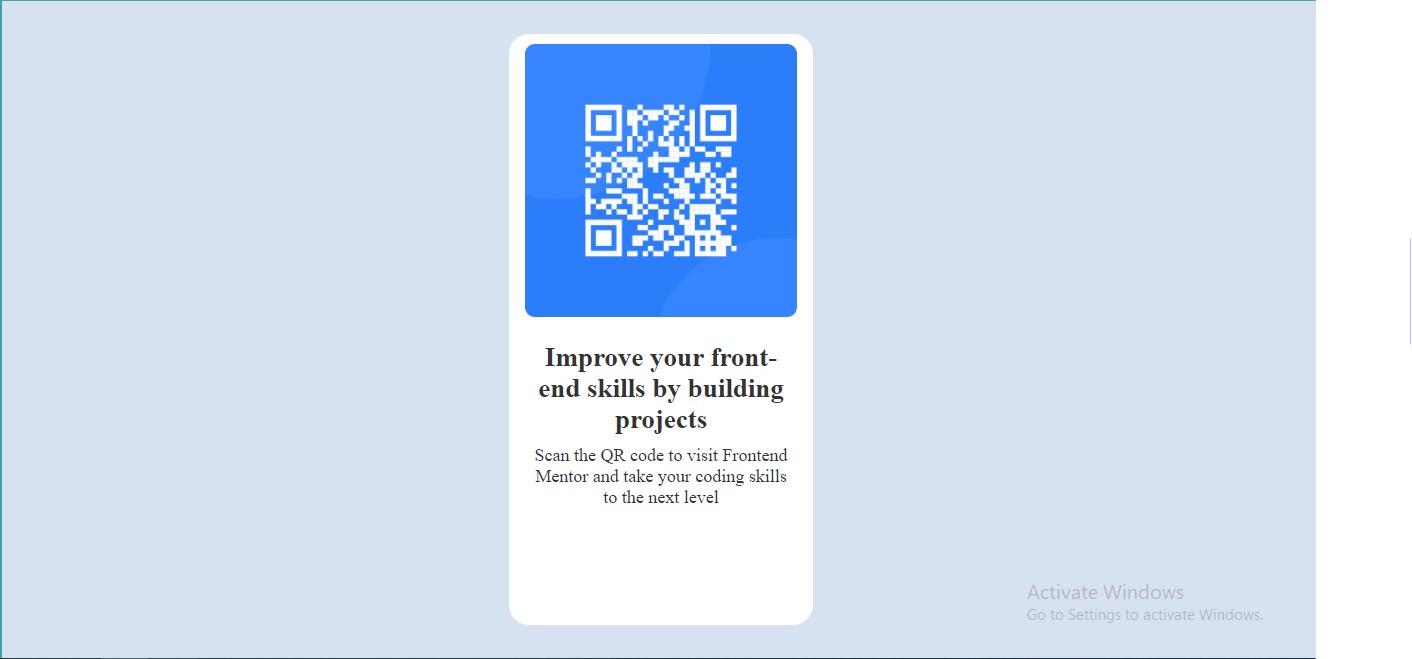 Improve your front-
end skills by building
projects
Scan the QR code to visit Frontend
Mentor and take your coding skills
to the next level
Activate Windows
Go to Settings to activate Windows.